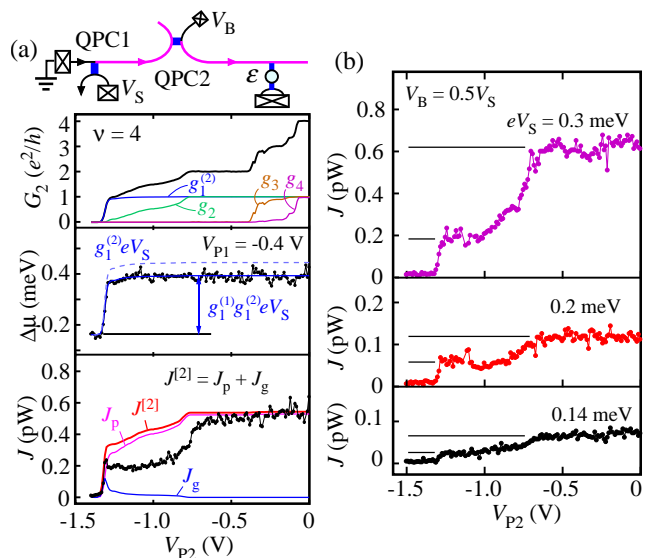 (a)
QPC1
QPC2
V_B
V_S
ε
ν = 4
G_2 (e^2/h)
4
2
0
g_1^(2)
g_2
g_3
g_4
V_P1 = -0.4 V
g_1^(2)eV_S
g_1^(1)g_1^(2)eV_S
Δμ (meV)
0.4
-0.2
J^[2] = J_p + J_g
J_p
J^[2]
J_g
J (pW)
0.8
0.6
0.4
0.2
0
-1.5
-1.0
-0.5
0
V_P2 (V)
(b)
V_B = 0.5V_S
eV_S = 0.3 meV
J (pW)
0.8
0.6
0.4
0.2
0
0.2 meV
J (pW)
0.1
0
0.14 meV
J (pW)
0.1
0
-1.5
-1.0
-0.5
0
V_P2 (V)